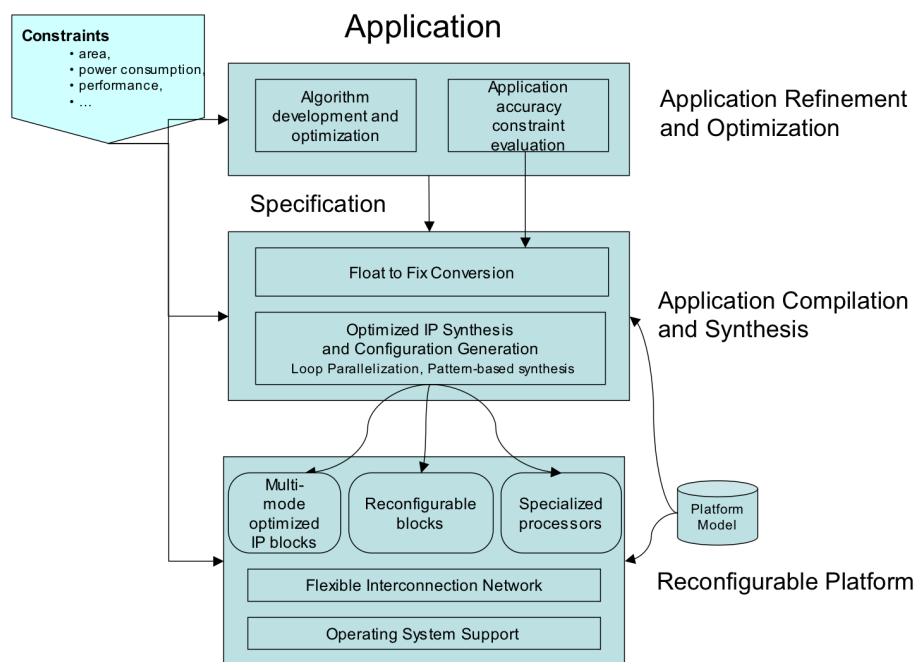 Application
Constraints
• area,
• power consumption,
• performance,
• ...
Algorithm
development and
optimization
Application
accuracy
constraint
evaluation
Application Refinement
and Optimization
Specification
Float to Fix Conversion
Optimized IP Synthesis
and Configuration Generation
Loop Parallelization, Pattern-based synthesis
Application Compilation
and Synthesis
Multi-
mode
optimized
IP blocks
Reconfigurable
blocks
Specialized
processors
Platform
Model
Flexible Interconnection Network
Reconfigurable Platform
Operating System Support